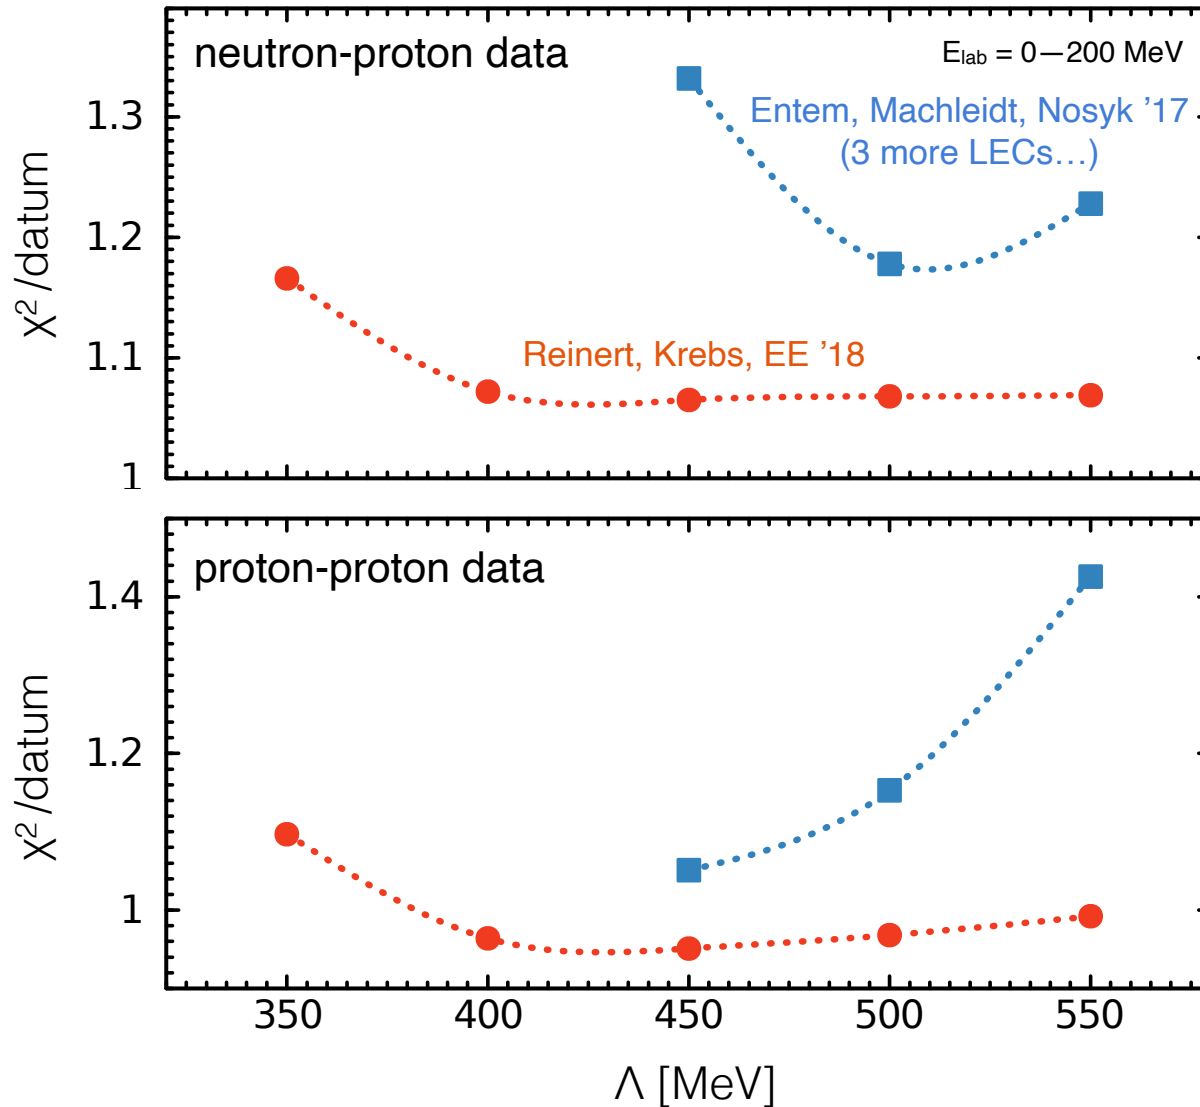 neutron-proton data
E_lab = 0—200 MeV
Entem, Machleidt, Nosyk ’17
(3 more LECs…)
Reinert, Krebs, EE ’18
χ² /datum
1.3
1.2
1.1
1
proton-proton data
χ² /datum
1.4
1.2
1
350 400 450 500 550
Λ [MeV]